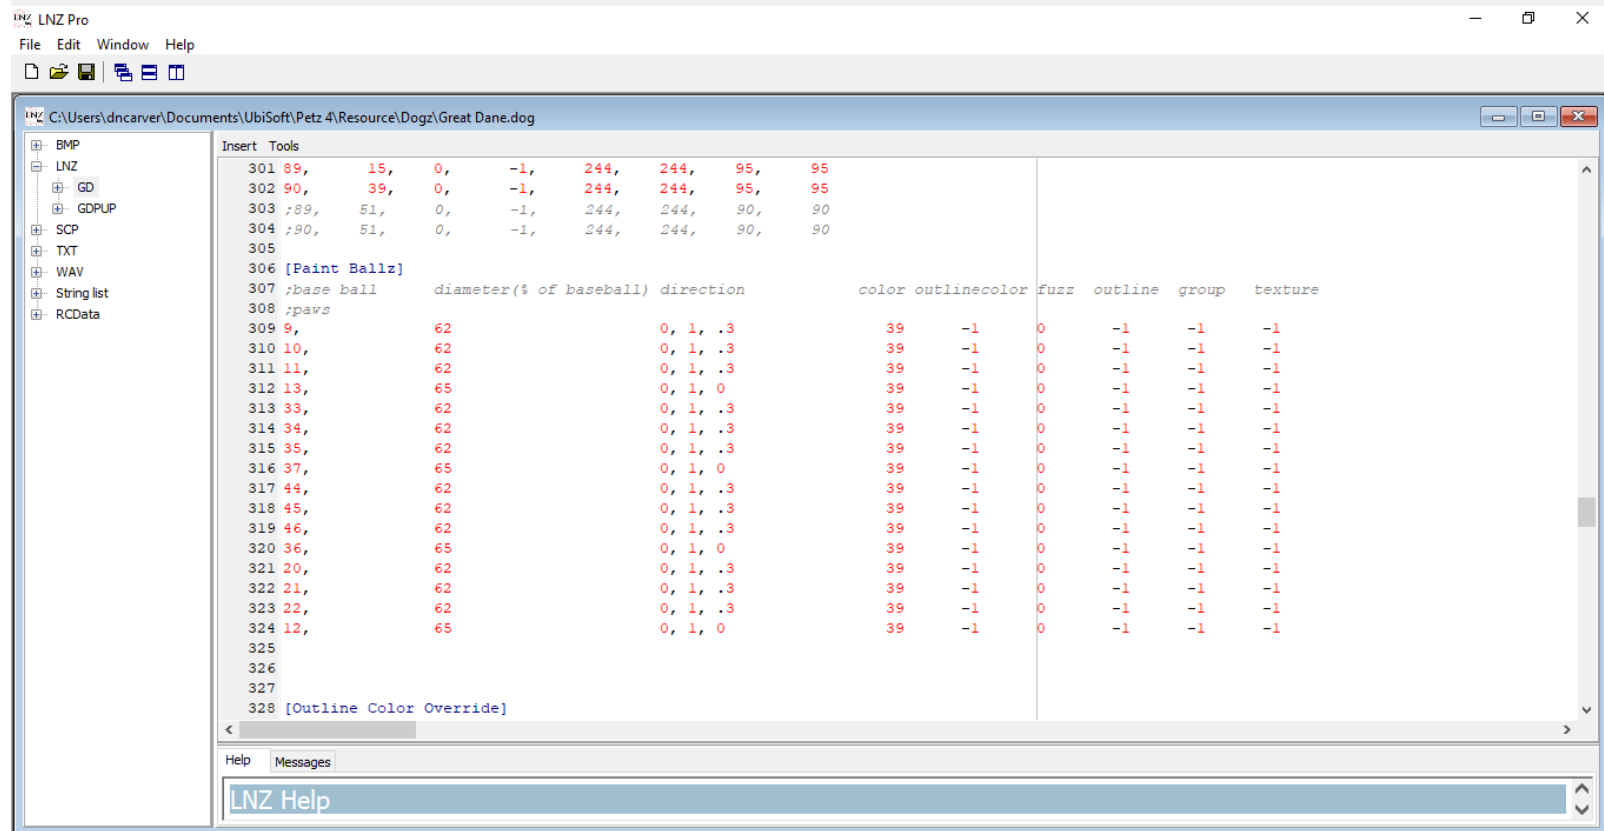 LNZ Pro
File Edit Window Help
C:\Users\dncarver\Documents\UbiSoft\Petz 4\Resource\Dogz\Great Dane.dog
BMP
LNZ
GD
GDPUP
SCP
TXT
WAV
String list
RCData
Insert Tools
301 89, 15, 0, -1, 244, 244, 95, 95
302 90, 39, 0, -1, 244, 244, 95, 95
303 ;89, 51, 0, -1, 244, 244, 90, 90
304 ;90, 51, 0, -1, 244, 244, 90, 90
305
306 [Paint Ballz]
307 ;base ball diameter(% of baseball) direction color outlinecolor fuzz outline group texture
308 ;paws
309 9, 62 0, 1, .3 39 -1 0 -1 -1 -1
310 10, 62 0, 1, .3 39 -1 0 -1 -1 -1
311 11, 62 0, 1, .3 39 -1 0 -1 -1 -1
312 13, 65 0, 1, 0 39 -1 0 -1 -1 -1
313 33, 62 0, 1, .3 39 -1 0 -1 -1 -1
314 34, 62 0, 1, .3 39 -1 0 -1 -1 -1
315 35, 62 0, 1, .3 39 -1 0 -1 -1 -1
316 37, 65 0, 1, 0 39 -1 0 -1 -1 -1
317 44, 62 0, 1, .3 39 -1 0 -1 -1 -1
318 45, 62 0, 1, .3 39 -1 0 -1 -1 -1
319 46, 62 0, 1, .3 39 -1 0 -1 -1 -1
320 36, 65 0, 1, 0 39 -1 0 -1 -1 -1
321 20, 62 0, 1, .3 39 -1 0 -1 -1 -1
322 21, 62 0, 1, .3 39 -1 0 -1 -1 -1
323 22, 62 0, 1, .3 39 -1 0 -1 -1 -1
324 12, 65 0, 1, 0 39 -1 0 -1 -1 -1
325
326
327
328 [Outline Color Override]
Help Messages
LNZ Help